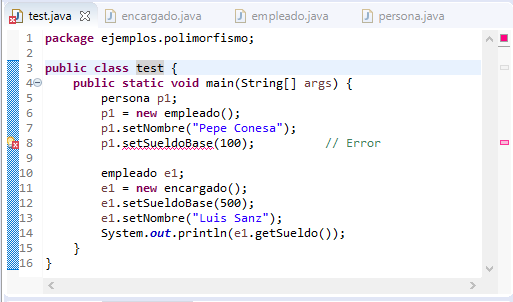 test.java encargado.java empleado.java persona.java
1 package ejemplos.polimorfismo;
2
3 public class test {
4 public static void main(String[] args) {
5 persona p1;
6 p1 = new empleado();
7 p1.setNombre("Pepe Conesa");
8 p1.setSueldoBase(100); // Error
9
10 empleado e1;
11 e1 = new encargado();
12 e1.setSueldoBase(500);
13 e1.setNombre("Luis Sanz");
14 System.out.println(e1.getSueldo());
15 }
16 }